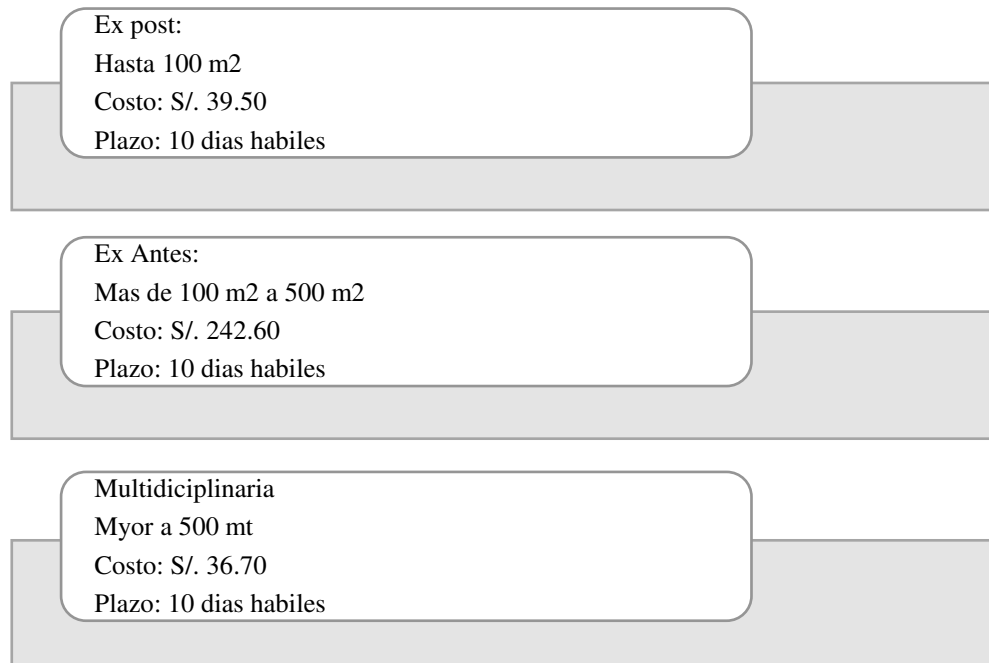 Ex post:
Hasta 100 m2
Costo: S/. 39.50
Plazo: 10 dias habiles
Ex Antes:
Mas de 100 m2 a 500 m2
Costo: S/. 242.60
Plazo: 10 dias habiles
Multidiciplinaria
Myor a 500 mt
Costo: S/. 36.70
Plazo: 10 dias habiles